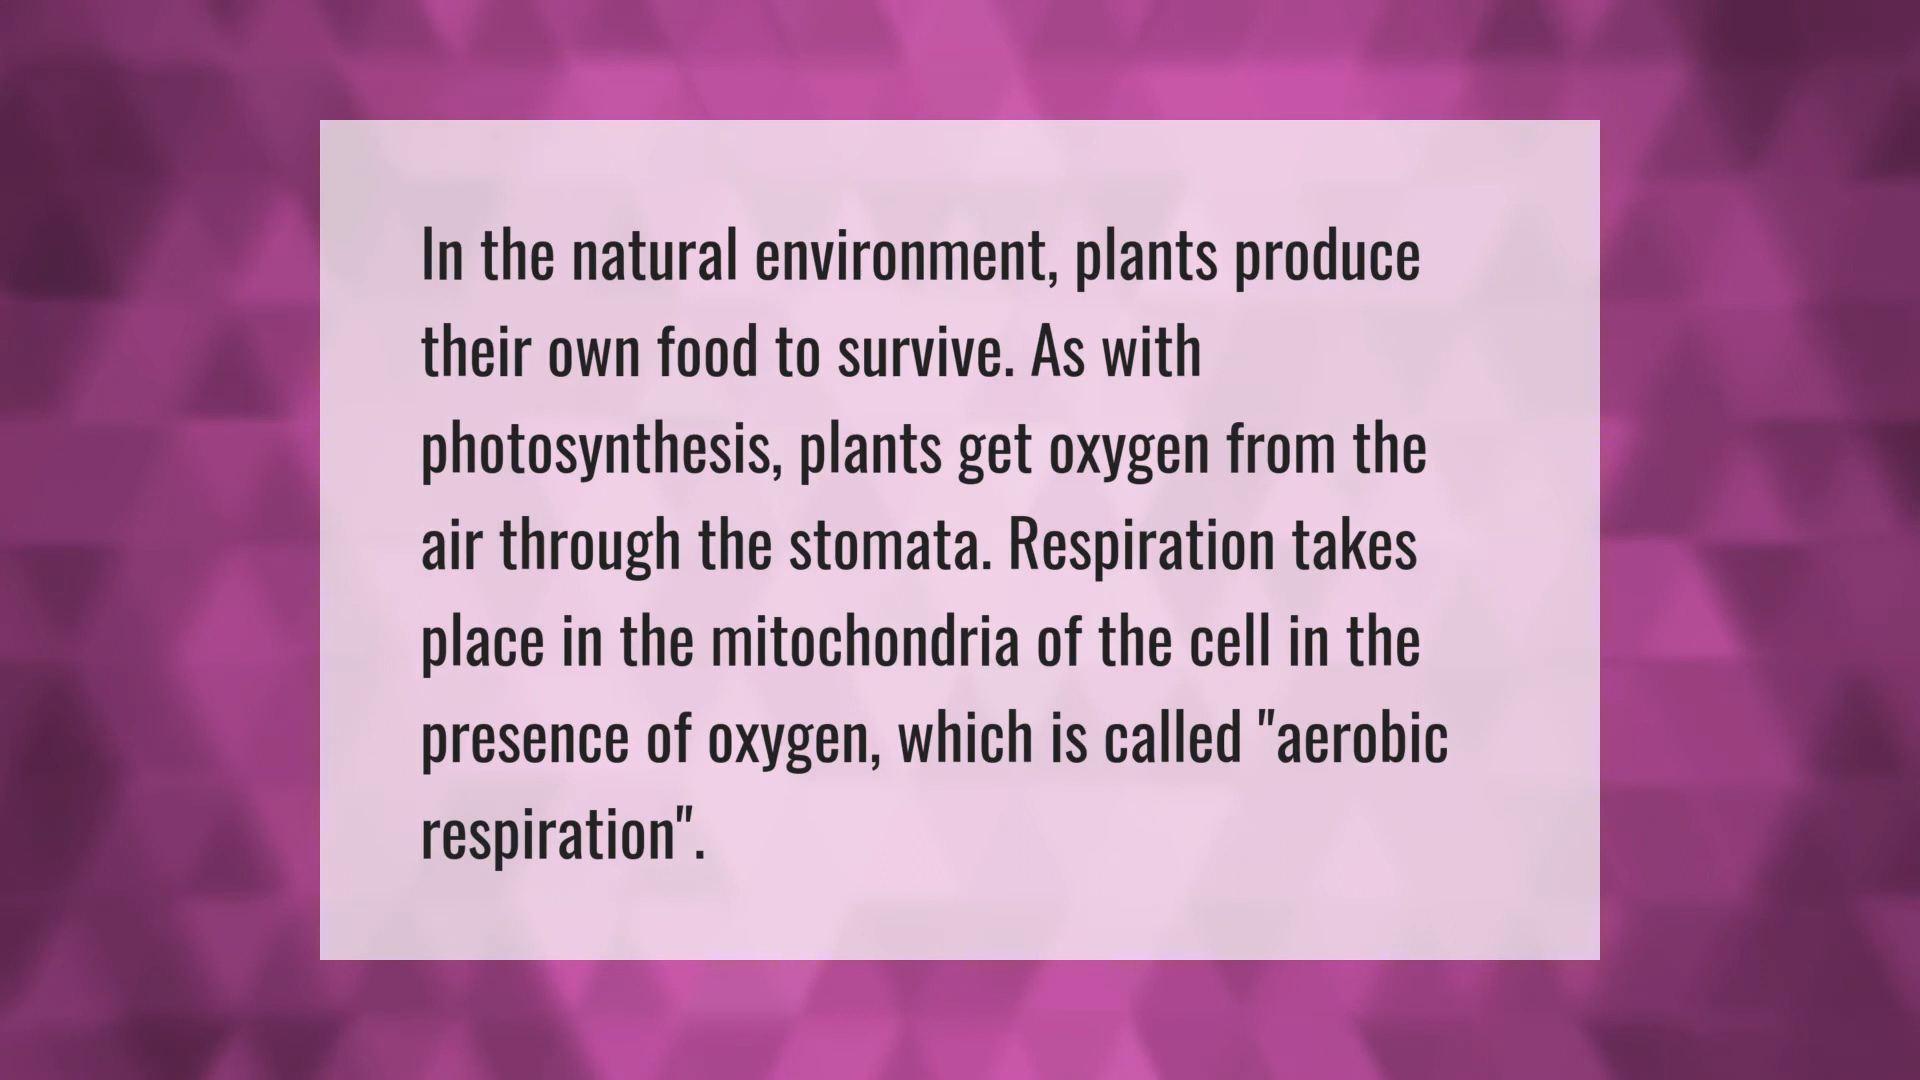 In the natural environment, plants produce
their own food to survive. As with
photosynthesis, plants get oxygen from the
air through the stomata. Respiration takes
place in the mitochondria of the cell in the
presence of oxygen, which is called "aerobic
respiration".